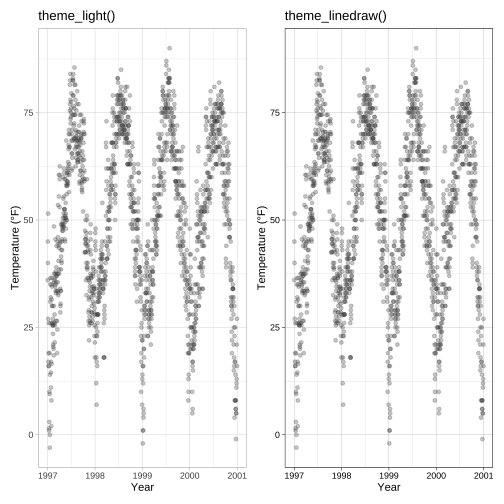 theme_light()
Temperature (°F)
75
50
25
0
1997 1998 1999 2000 2001
Year
theme_linedraw()
Temperature (°F)
75
50
25
0
1997 1998 1999 2000 2001
Year